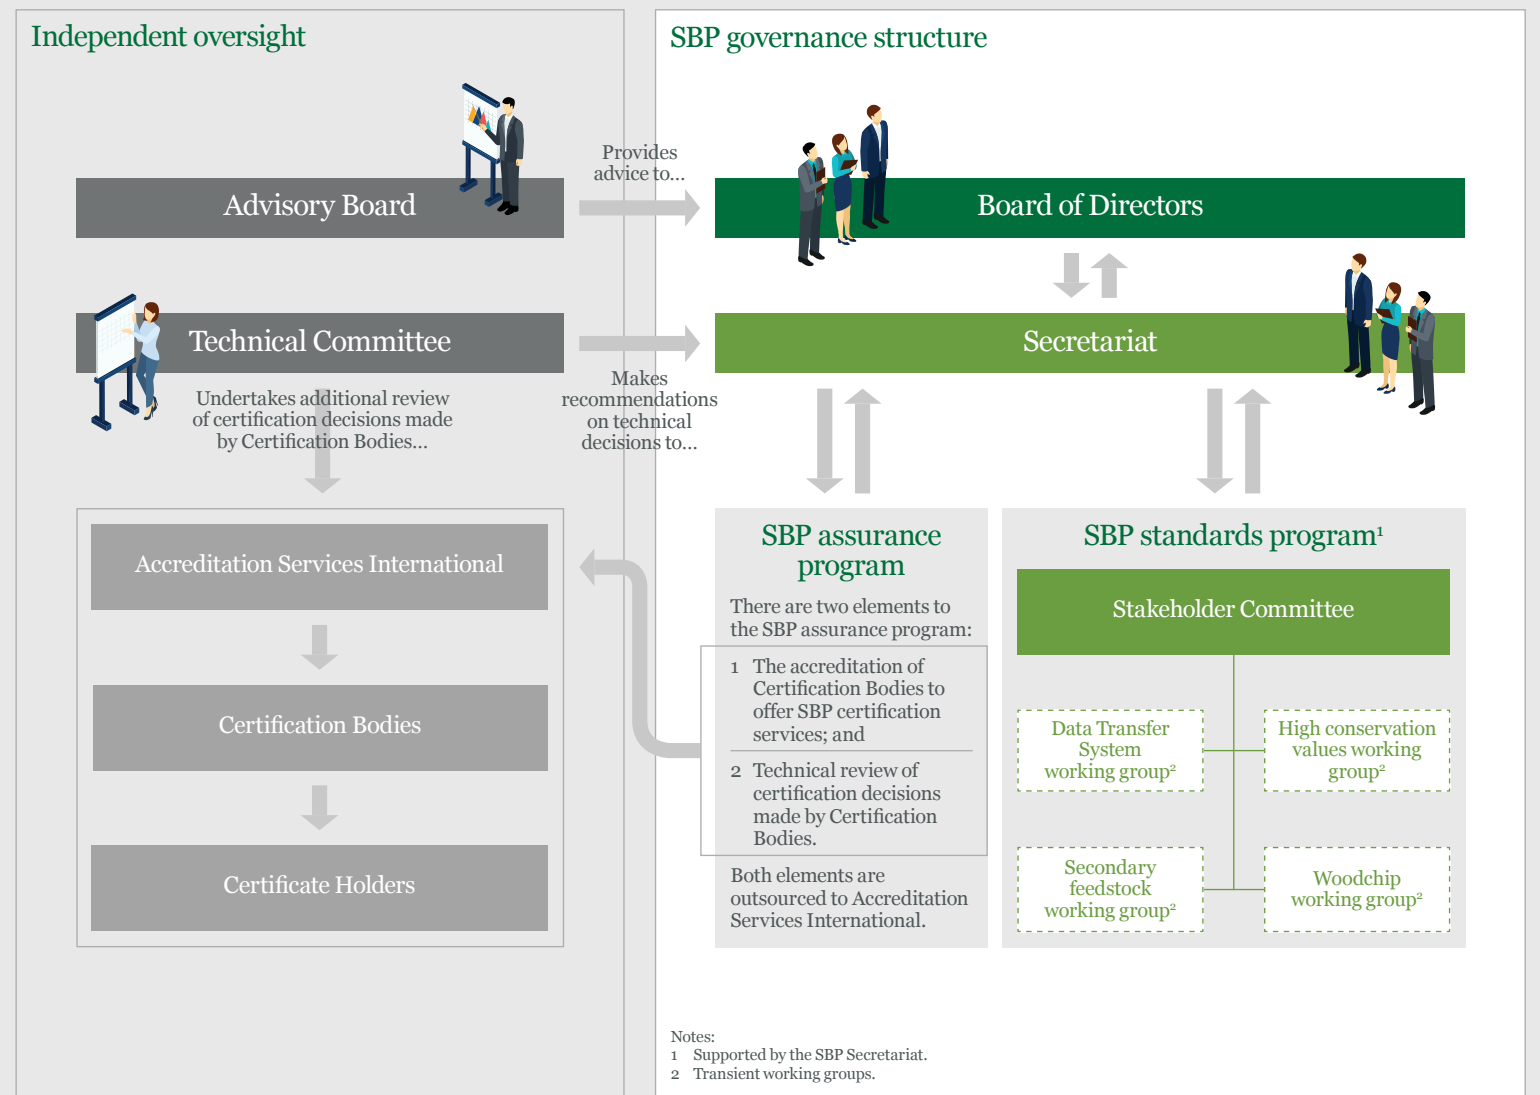 Independent oversight
Advisory Board
Provides
advice to...
Technical Committee
Undertakes additional review
of certification decisions made
by Certification Bodies...
Makes
recommendations
on technical
decisions to...
Accreditation Services International
Certification Bodies
Certificate Holders
SBP governance structure
Board of Directors
Secretariat
SBP assurance
program
There are two elements to
the SBP assurance program:
1 The accreditation of
Certification Bodies to
offer SBP certification
services; and
2 Technical review of
certification decisions
made by Certification
Bodies.
Both elements are
outsourced to Accreditation
Services International.
SBP standards program¹
Stakeholder Committee
Data Transfer
System
working group²
High conservation
values working
group²
Secondary
feedstock
working group²
Woodchip
working group²
Notes:
1 Supported by the SBP Secretariat.
2 Transient working groups.